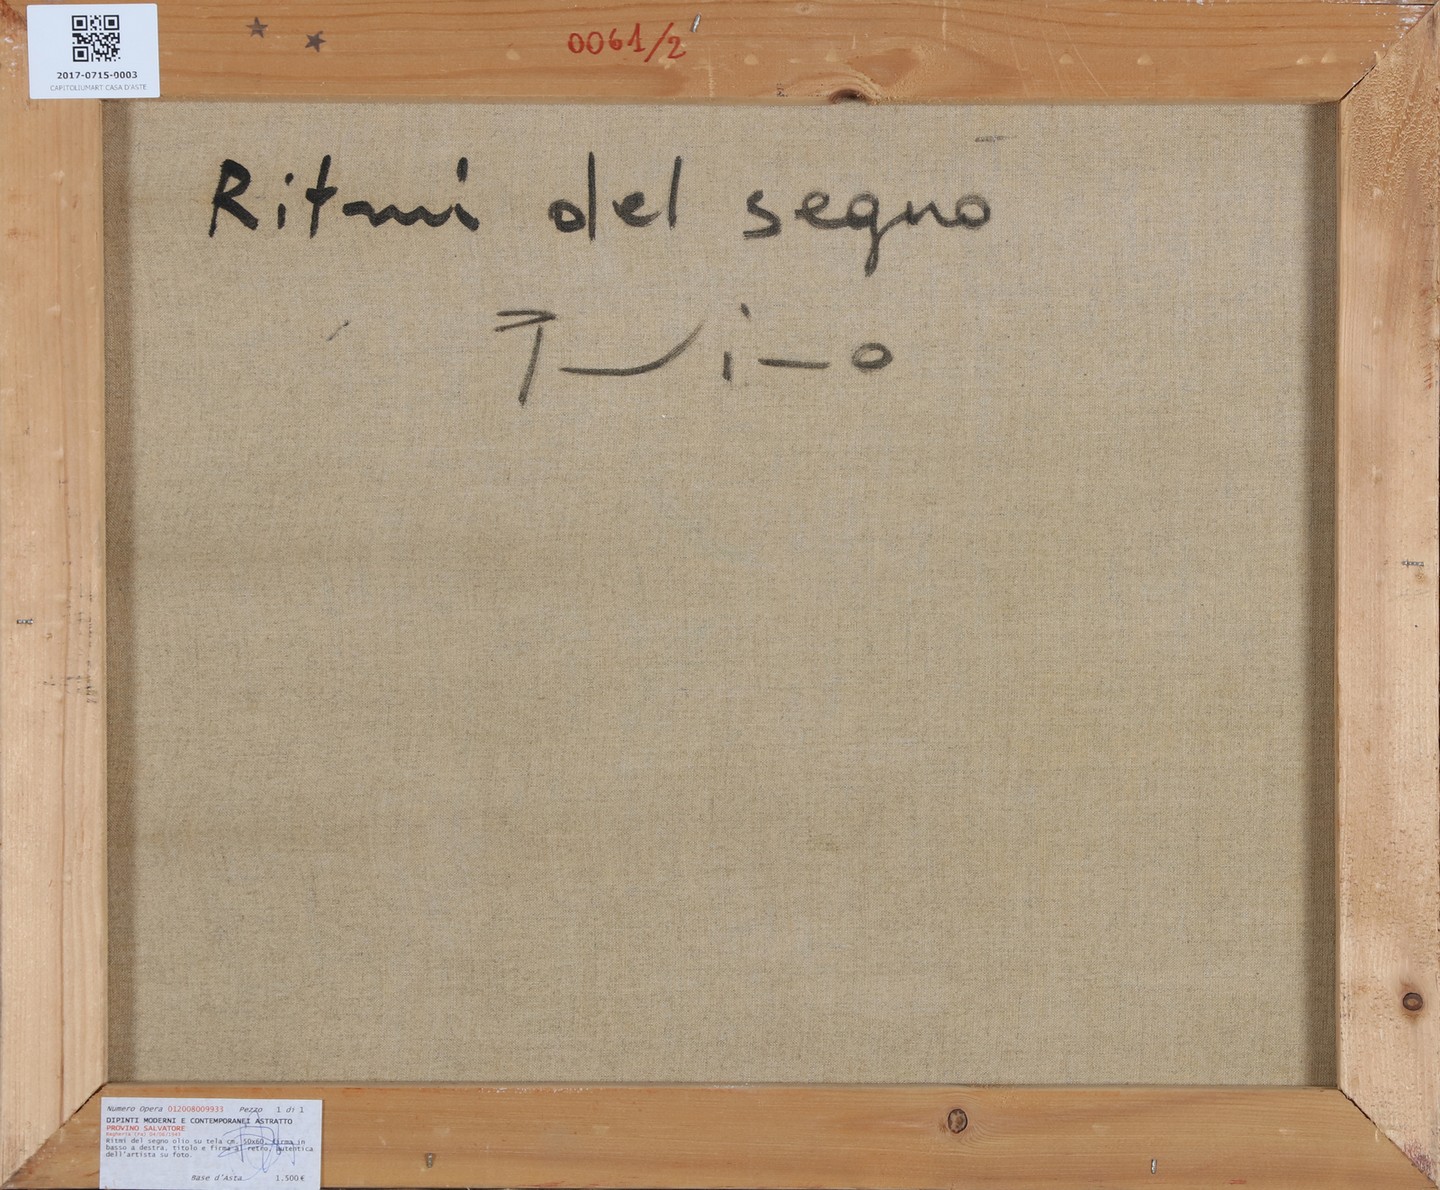 2017-0715-0003
CAPITOLIUMART CASA D'ASTE
0061/2
Ritmi del segno
Numero Opera 012008009933 Pezzo 1 di 1
DIPINTI MODERNI E CONTEMPORANEI ASTRATTO
PROVINO SALVATORE
Ritmi del segno olio su tela cm. 50x60, firma in
basso a destra, titolo e firma al retro, autentica
dell'artista su foto.
Base d'Asta 1.500 €